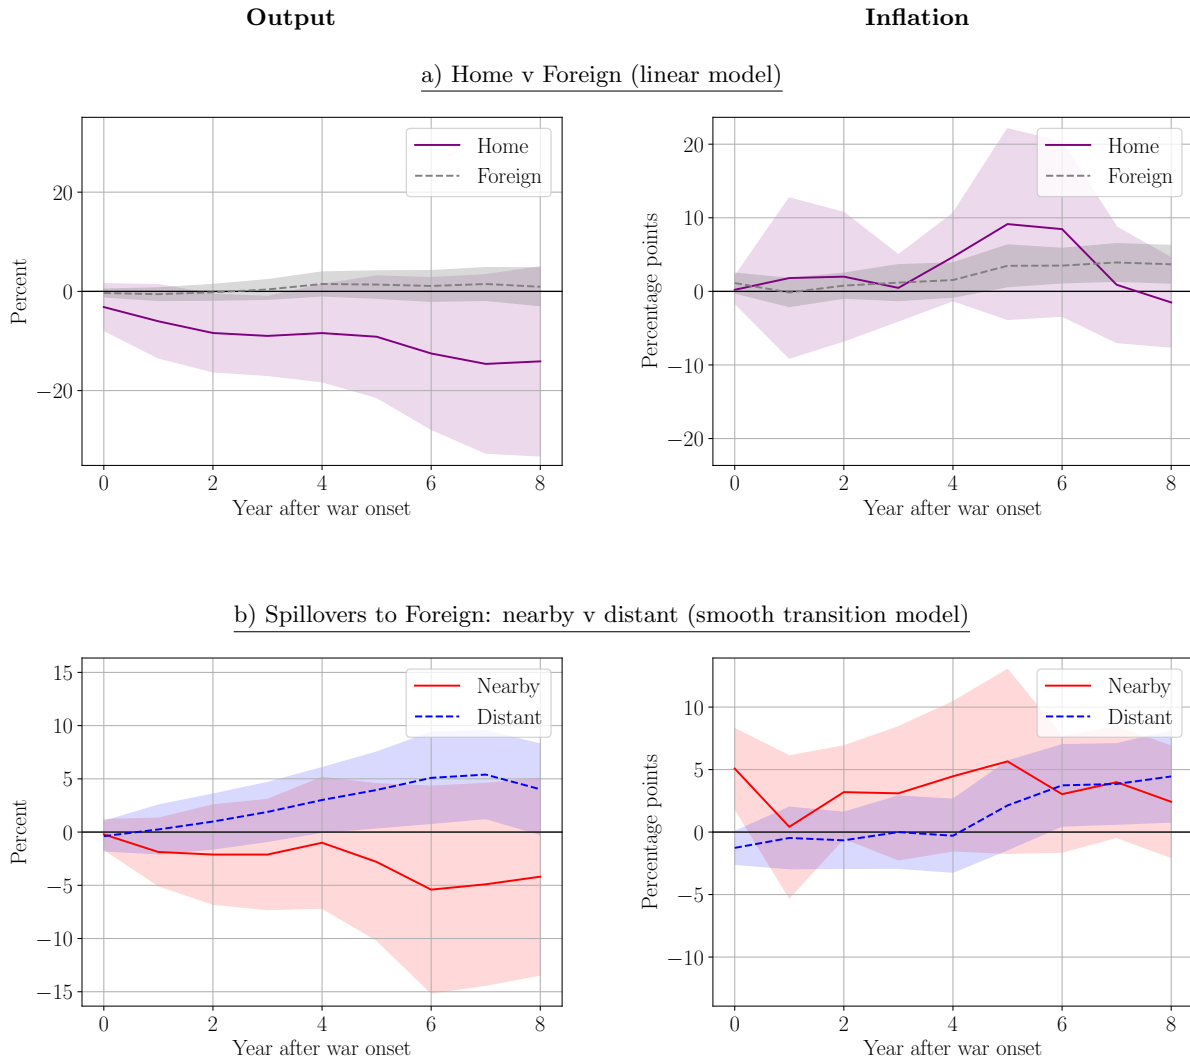 Output
Inflation
a) Home v Foreign (linear model)
Home
Foreign
20
0
−20
Percent
0 2 4 6 8
Year after war onset
Home
Foreign
20
10
0
−10
−20
Percentage points
0 2 4 6 8
Year after war onset
b) Spillovers to Foreign: nearby v distant (smooth transition model)
Nearby
Distant
15
10
5
0
−5
−10
−15
Percent
0 2 4 6 8
Year after war onset
Nearby
Distant
10
5
0
−5
−10
Percentage points
0 2 4 6 8
Year after war onset